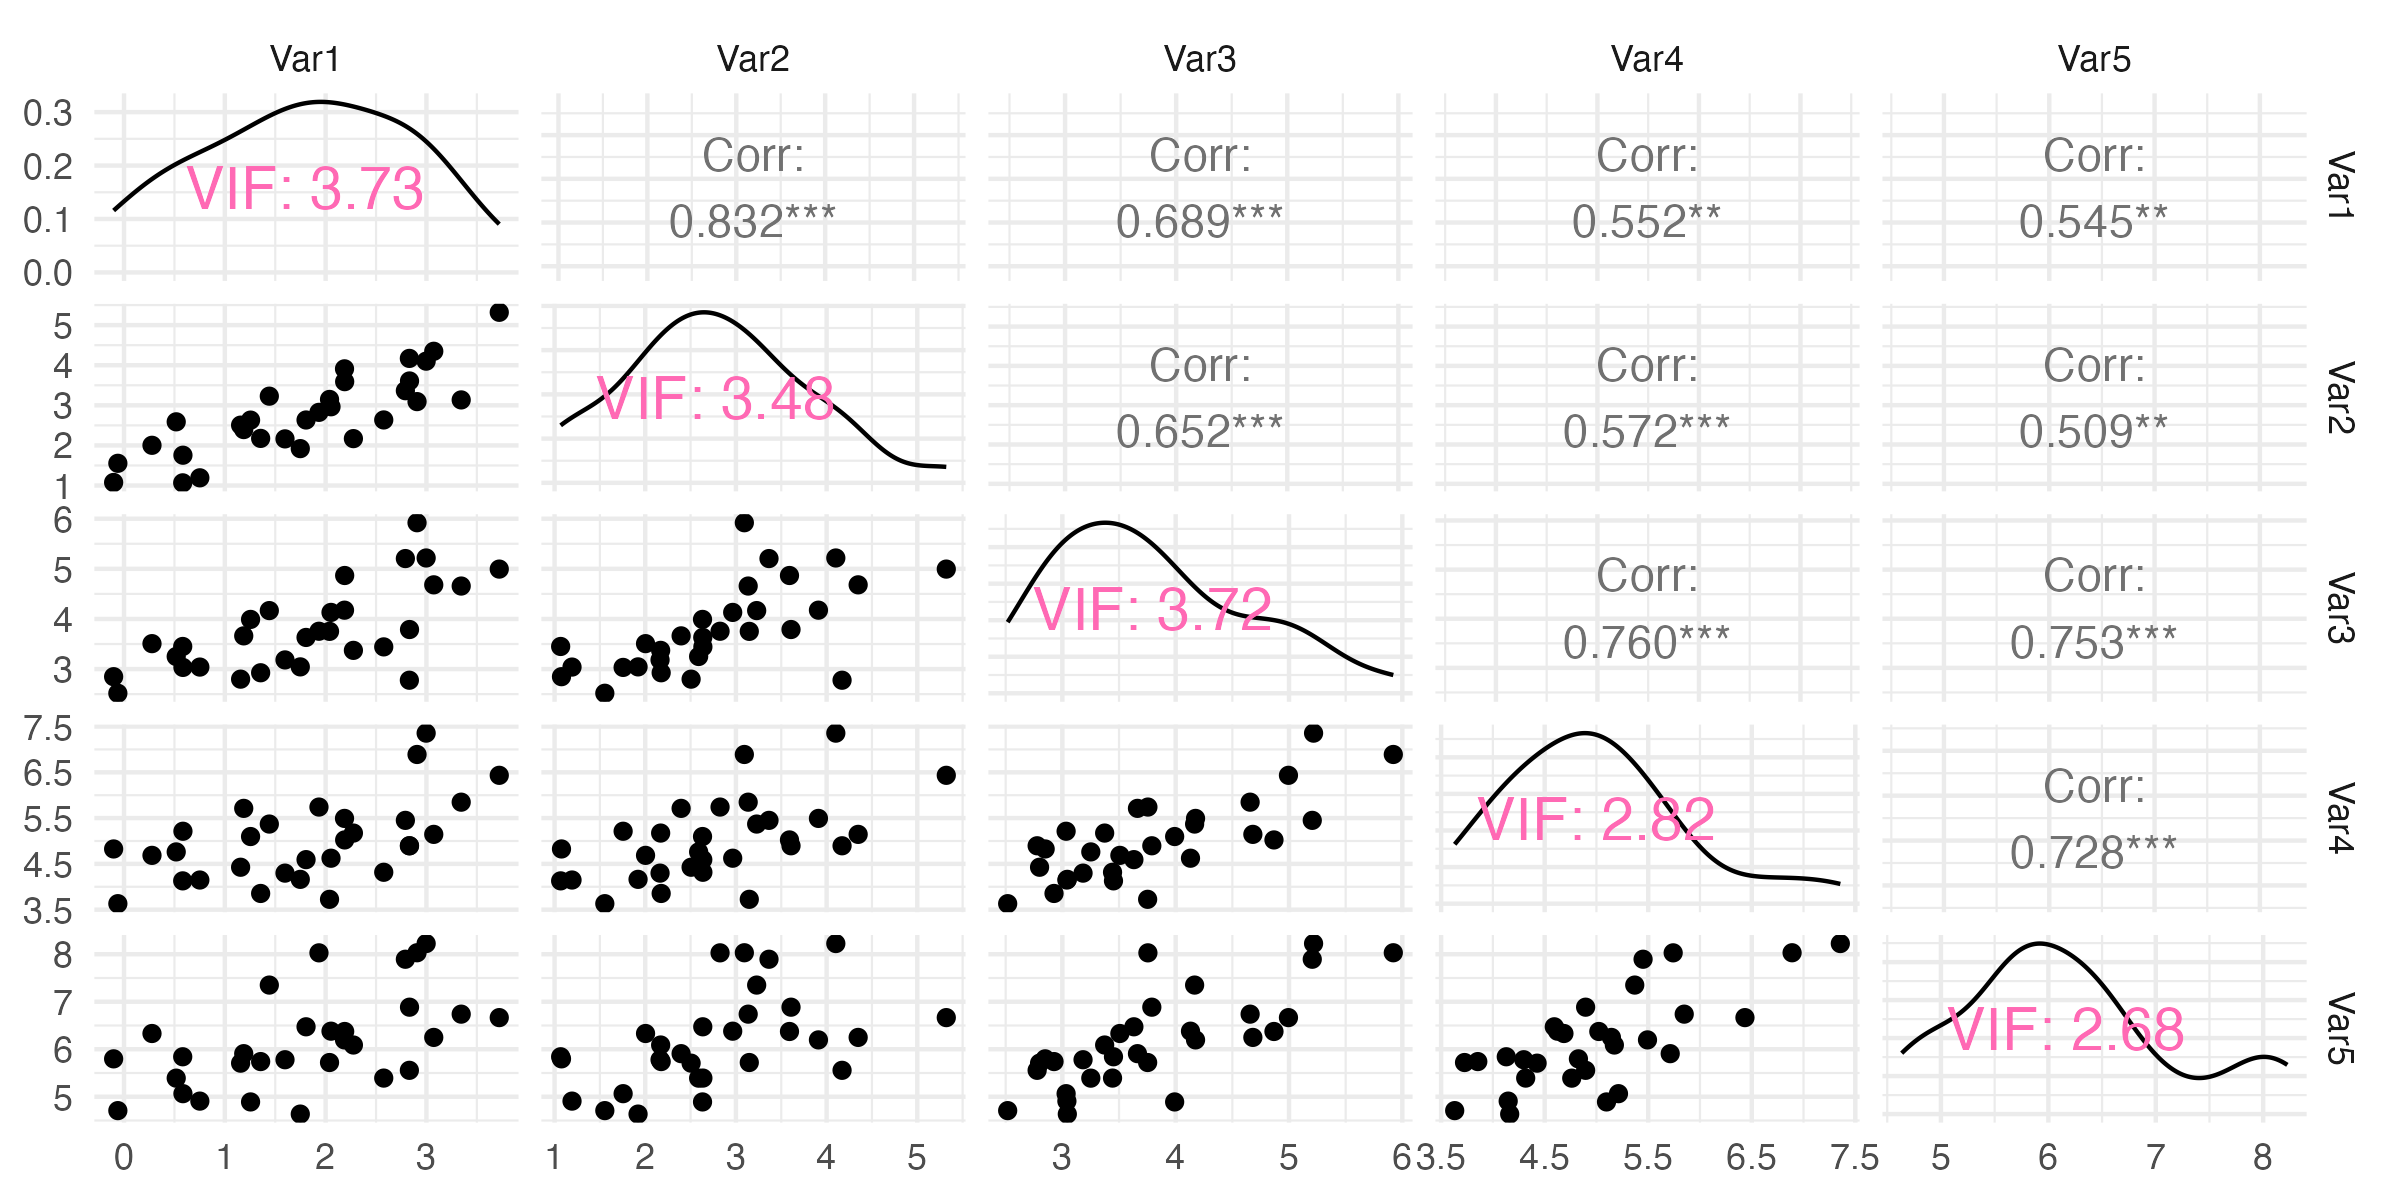 Var1 Var2 Var3 Var4 Var5
0.3
0.2
0.1
0.0
VIF: 3.73
Corr:
0.832***
Corr:
0.689***
Corr:
0.552**
Corr:
0.545**
Var1
5
4
3
2
1
VIF: 3.48
Corr:
0.652***
Corr:
0.572***
Corr:
0.509**
Var2
6
5
4
3
VIF: 3.72
Corr:
0.760***
Corr:
0.753***
Var3
7.5
6.5
5.5
4.5
3.5
VIF: 2.82
Corr:
0.728***
Var4
8
7
6
5
VIF: 2.68
Var5
0 1 2 3 1 2 3 4 5 3 4 5 6 3.5 4.5 5.5 6.5 7.5 5 6 7 8